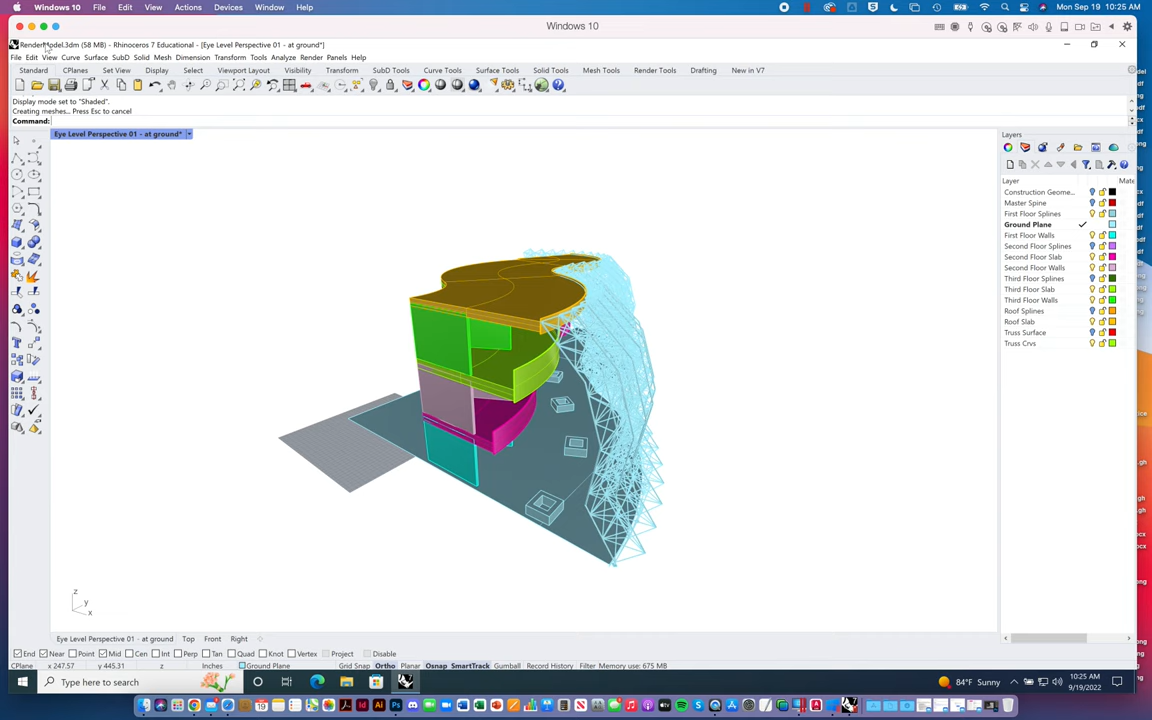 Windows File Edit View Actions Devices Window Help
Mon Sep 19 10:25 AM
Windows 10
RenderModel.3dm (58 MB) - Rhinoceros 7 Educational - [Eye Level Perspective 01 - at ground*]
File Edit View Curve Surface SubD Solid Mesh Dimension Transform Tools Analyze Render Panels Help
Standard CPlanes Set View Display Select Viewport Layout Visibility Transform SubD Tools Curve Tools Surface Tools Solid Tools Mesh Tools Render Tools Drafting New in V7
Display mode set to "Shaded".
Creating meshes... Press Esc to cancel
Command:
Eye Level Perspective 01 - at ground*
Layers
Layer Mate
Construction Geome...
Master Spine
First Floor Splines
Ground Plane
First Floor Walls
Second Floor Splines
Second Floor Slab
Second Floor Walls
Third Floor Splines
Third Floor Slab
Third Floor Walls
Roof Splines
Roof Slab
Truss Surface
Truss Crvs
z
y
x
Eye Level Perspective 01 - at ground Top Front Right
End Near Point Mid Cen Int Perp Tan Quad Knot Vertex Project Disable
CPlane x 247.57 y 445.31 z Inches Ground Plane Grid Snap Ortho Planar Osnap SmartTrack Gumball Record History Filter Memory use: 675 MB
Type here to search
84°F Sunny
10:25 AM
9/19/2022